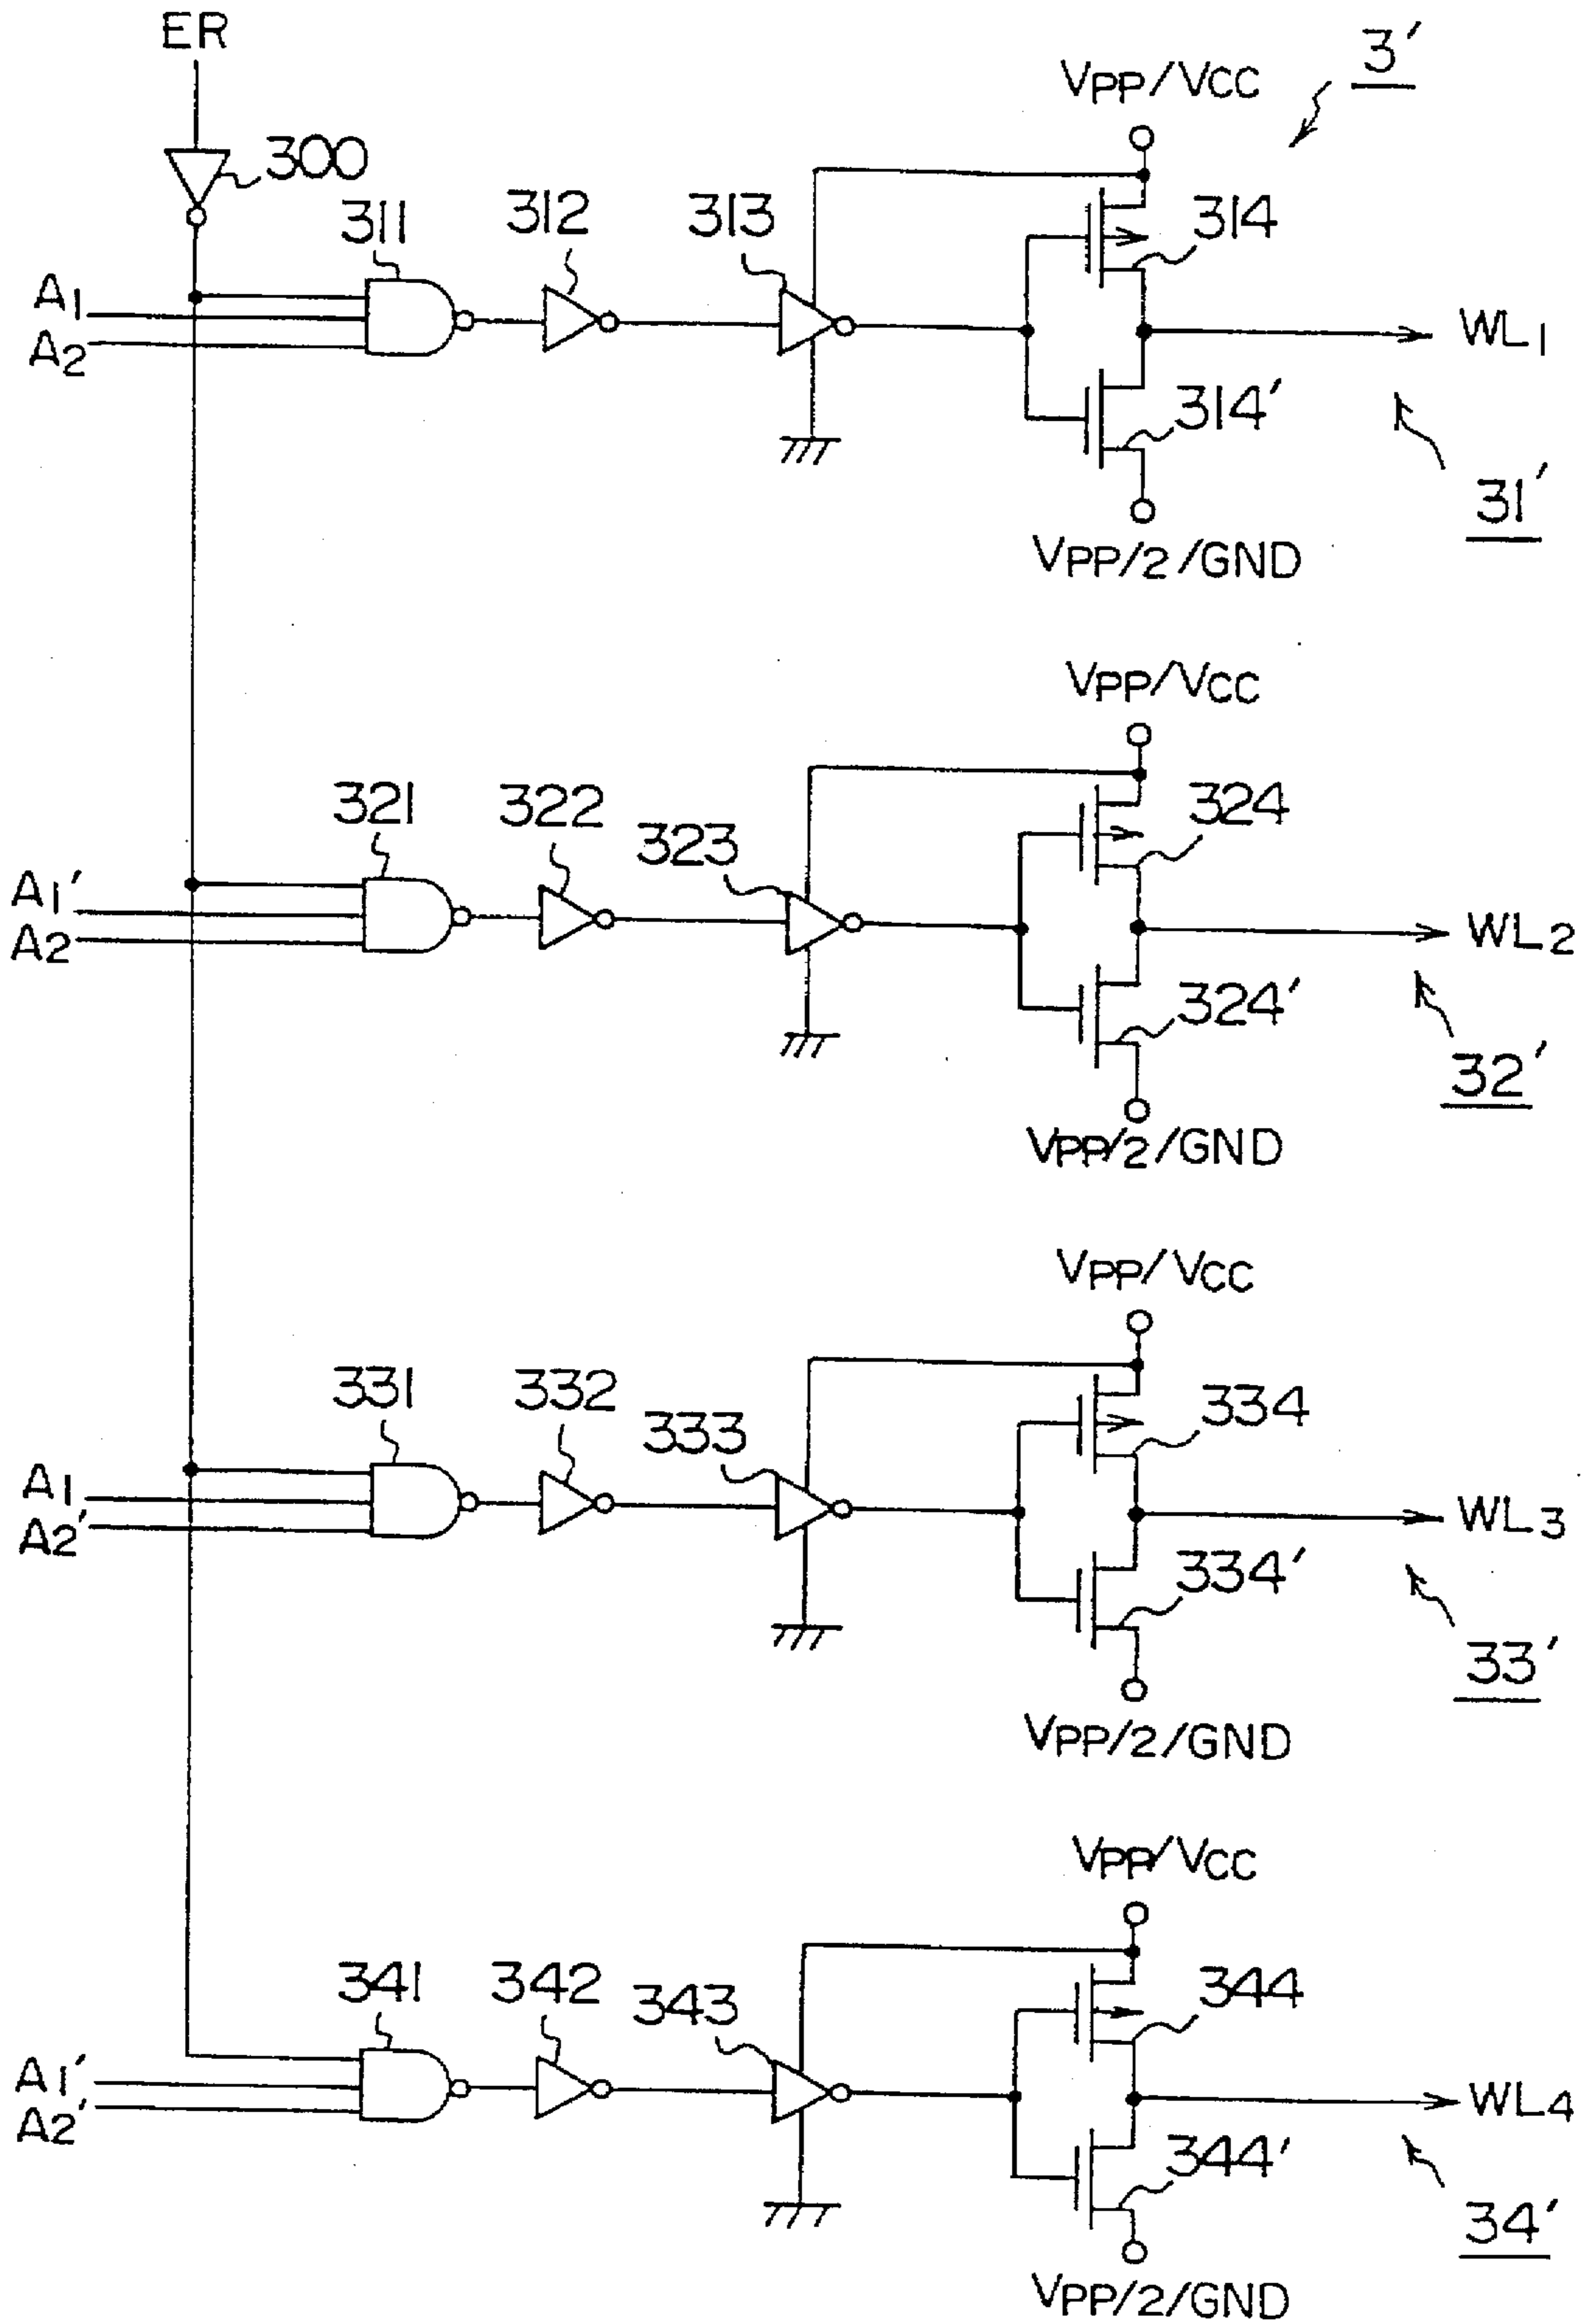 ER
3'
VPP/VCC
300
311
312
313
314
A1
A2
WL1
314'
31'
VPP/2/GND
VPP/VCC
321
322
323
324
A1'
A2
WL2
324'
32'
VPP/2/GND
VPP/VCC
331
332
333
334
A1
A2'
WL3
334'
33'
VPP/2/GND
VPP/VCC
341
342
343
344
A1'
A2'
WL4
344'
34'
VPP/2/GND